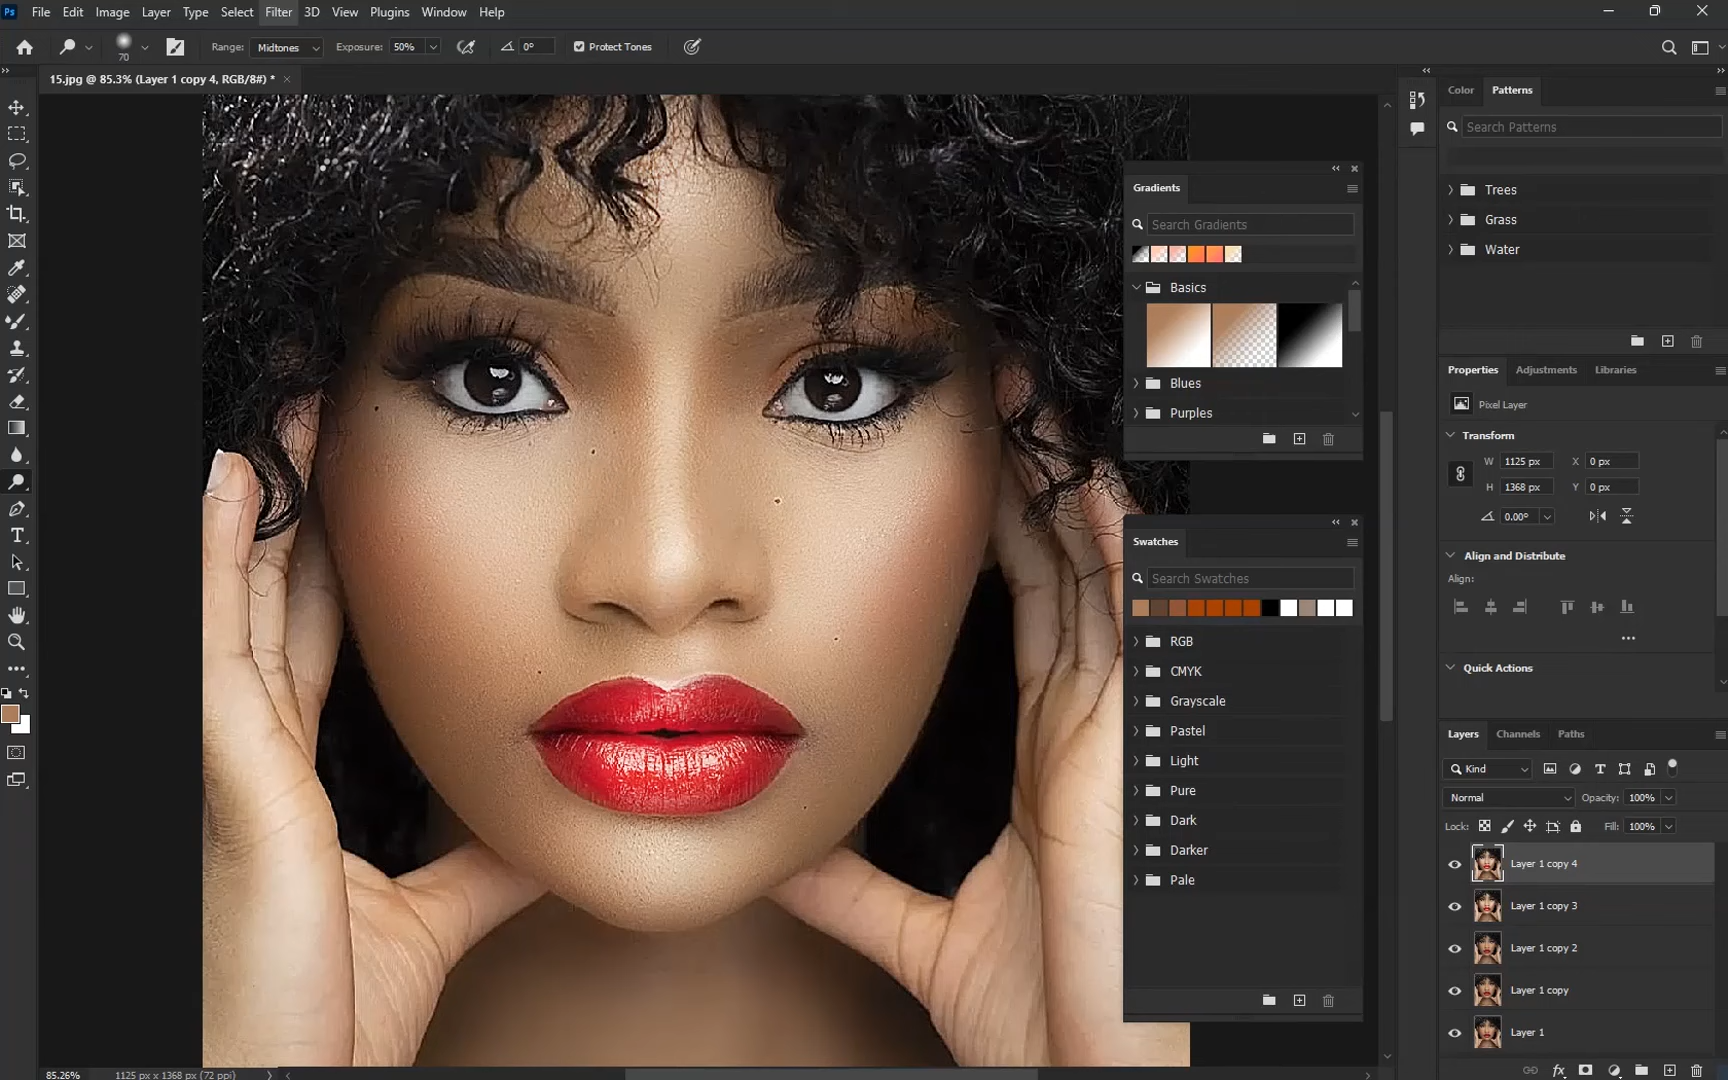 Ps File Edit Image Layer Type Select Filter 3D View Plugins Window Help
70 Range: Midtones Exposure: 50% 0° Protect Tones
15.jpg @ 85.3% (Layer 1 copy 4, RGB/8#) *
Color Patterns
Search Patterns
Trees
Grass
Water
Gradients
Search Gradients
Basics
Blues
Purples
Properties Adjustments Libraries
Pixel Layer
Transform
W 1125 px X 0 px
H 1368 px Y 0 px
0.00°
Align and Distribute
Align:
Quick Actions
Swatches
Search Swatches
RGB
CMYK
Grayscale
Pastel
Light
Pure
Dark
Darker
Pale
Layers Channels Paths
Kind
Normal Opacity: 100%
Lock: Fill: 100%
Layer 1 copy 4
Layer 1 copy 3
Layer 1 copy 2
Layer 1 copy
Layer 1
fx
85.26% 1125 px x 1368 px (72 ppi)